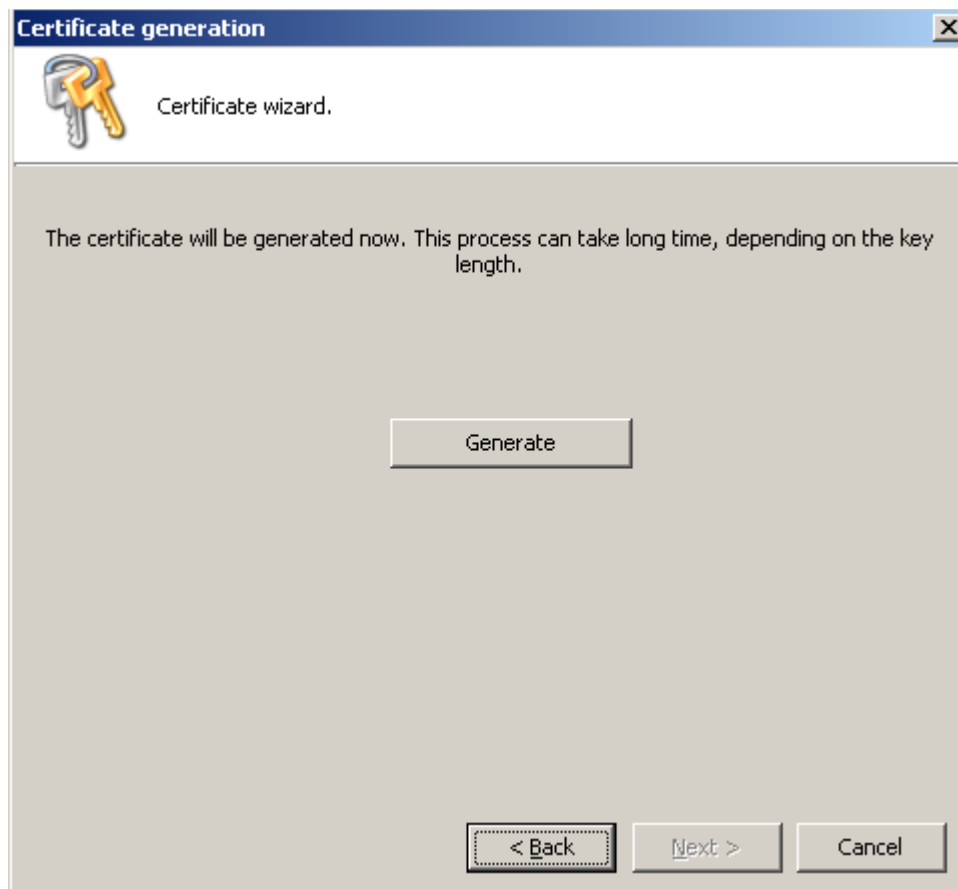 Certificate generation
Certificate wizard.
The certificate will be generated now. This process can take long time, depending on the key
length.
Generate
< Back
Next >
Cancel